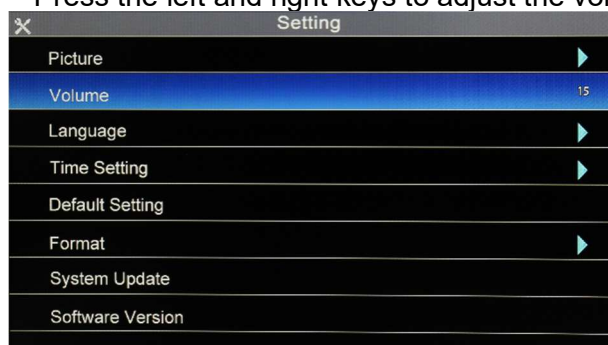 Press the left and right keys to adjust the
Setting
Picture
Volume 15
Language
Time Setting
Default Setting
Format
System Update
Software Version